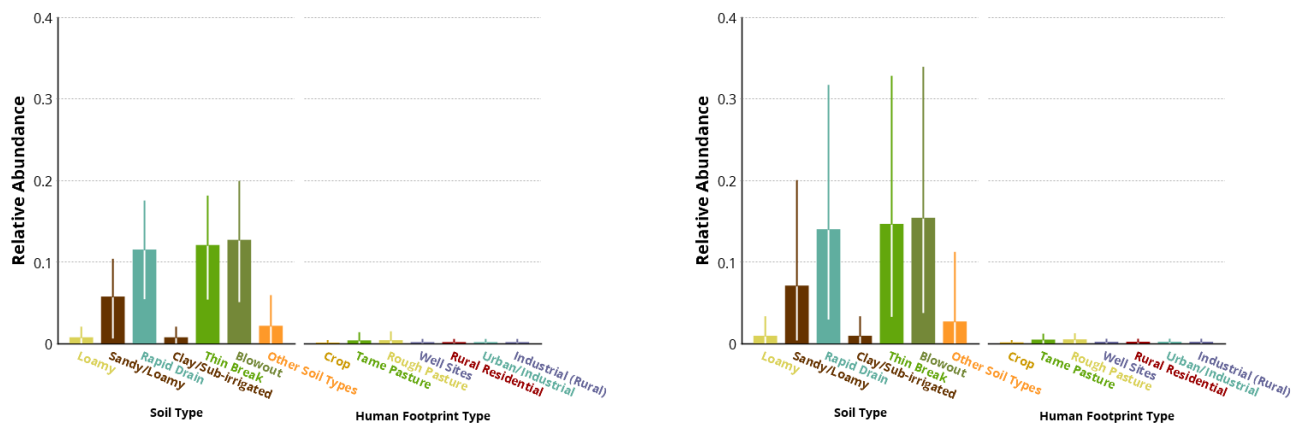 Relative Abundance
0.4
0.3
0.2
0.1
0
Loamy
Sandy/Loamy
Rapid Drain
Clay/Sub-irrigated
Thin Break
Blowout
Other Soil Types
Soil Type
Crop
Tame Pasture
Rough Pasture
Well Sites
Rural Residential
Urban/Industrial
Industrial (Rural)
Human Footprint Type
Relative Abundance
0.4
0.3
0.2
0.1
0
Loamy
Sandy/Loamy
Rapid Drain
Clay/Sub-irrigated
Thin Break
Blowout
Other Soil Types
Soil Type
Crop
Tame Pasture
Rough Pasture
Well Sites
Rural Residential
Urban/Industrial
Industrial (Rural)
Human Footprint Type